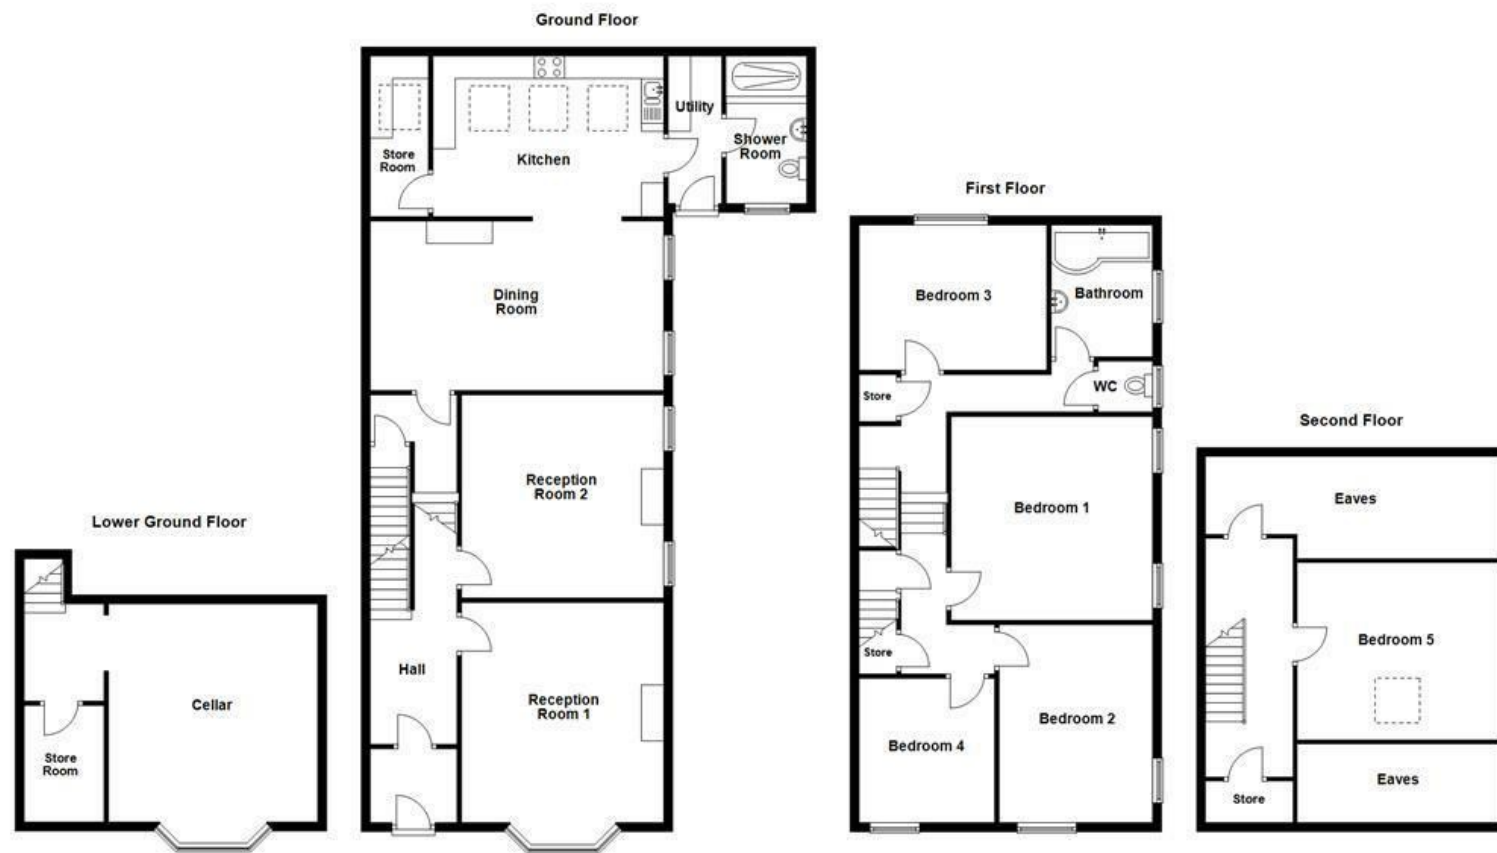 Ground Floor
Store
Room
Kitchen
Utility
Shower
Room
Dining
Room
Reception
Room 2
Hall
Reception
Room 1
Lower Ground Floor
Cellar
Store
Room
First Floor
Bedroom 3
Bathroom
Store
WC
Bedroom 1
Store
Bedroom 4
Bedroom 2
Second Floor
Eaves
Bedroom 5
Eaves
Store